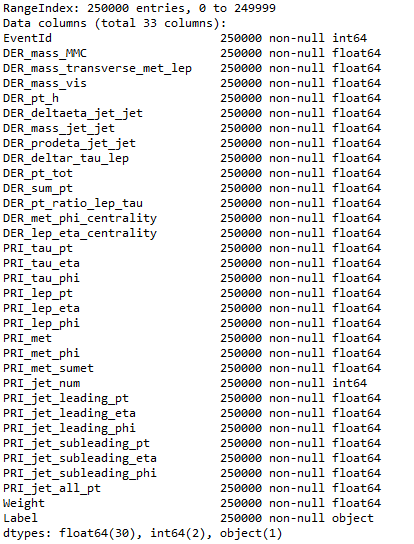 RangeIndex: 250000 entries, 0 to 249999
Data columns (total 33 columns):
EventId 250000 non-null int64
DER_mass_MMC 250000 non-null float64
DER_mass_transverse_met_lep 250000 non-null float64
DER_mass_vis 250000 non-null float64
DER_pt_h 250000 non-null float64
DER_deltaeta_jet_jet 250000 non-null float64
DER_mass_jet_jet 250000 non-null float64
DER_prodeta_jet_jet 250000 non-null float64
DER_deltar_tau_lep 250000 non-null float64
DER_pt_tot 250000 non-null float64
DER_sum_pt 250000 non-null float64
DER_pt_ratio_lep_tau 250000 non-null float64
DER_met_phi_centrality 250000 non-null float64
DER_lep_eta_centrality 250000 non-null float64
PRI_tau_pt 250000 non-null float64
PRI_tau_eta 250000 non-null float64
PRI_tau_phi 250000 non-null float64
PRI_lep_pt 250000 non-null float64
PRI_lep_eta 250000 non-null float64
PRI_lep_phi 250000 non-null float64
PRI_met 250000 non-null float64
PRI_met_phi 250000 non-null float64
PRI_met_sumet 250000 non-null float64
PRI_jet_num 250000 non-null int64
PRI_jet_leading_pt 250000 non-null float64
PRI_jet_leading_eta 250000 non-null float64
PRI_jet_leading_phi 250000 non-null float64
PRI_jet_subleading_pt 250000 non-null float64
PRI_jet_subleading_eta 250000 non-null float64
PRI_jet_subleading_phi 250000 non-null float64
PRI_jet_all_pt 250000 non-null float64
Weight 250000 non-null float64
Label 250000 non-null object
dtypes: float64(30), int64(2), object(1)